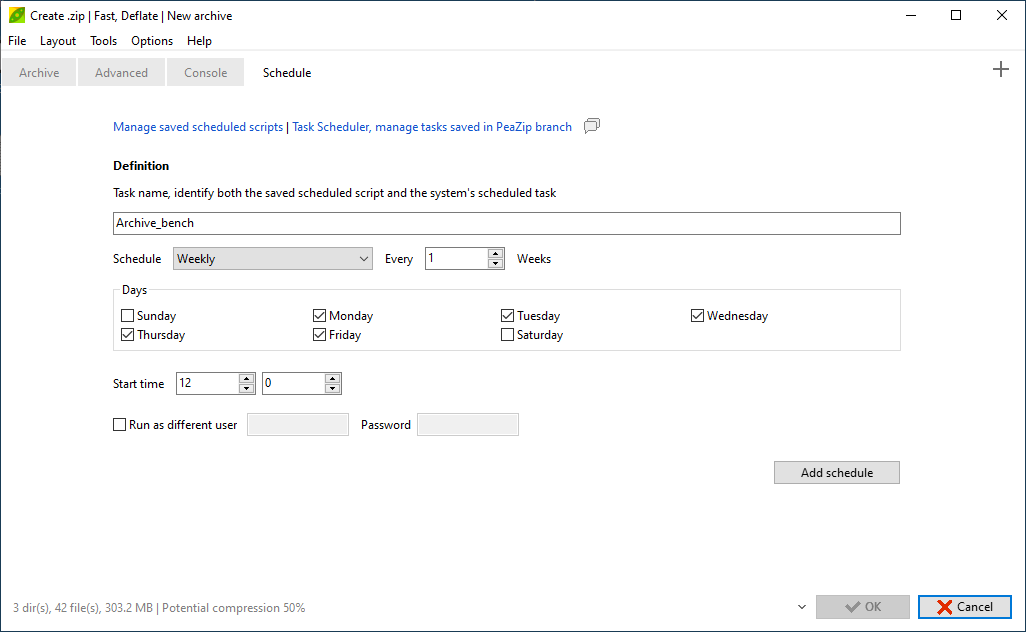 Create .zip | Fast, Deflate | New archive
File Layout Tools Options Help
Archive Advanced Console Schedule
Manage saved scheduled scripts | Task Scheduler, manage tasks saved in PeaZip branch
Definition
Task name, identify both the saved scheduled script and the system's scheduled task
Archive_bench
Schedule Weekly Every 1 Weeks
Days
Sunday Monday Tuesday Wednesday
Thursday Friday Saturday
Start time 12 0
Run as different user Password
Add schedule
3 dir(s), 42 file(s), 303.2 MB | Potential compression 50% OK Cancel